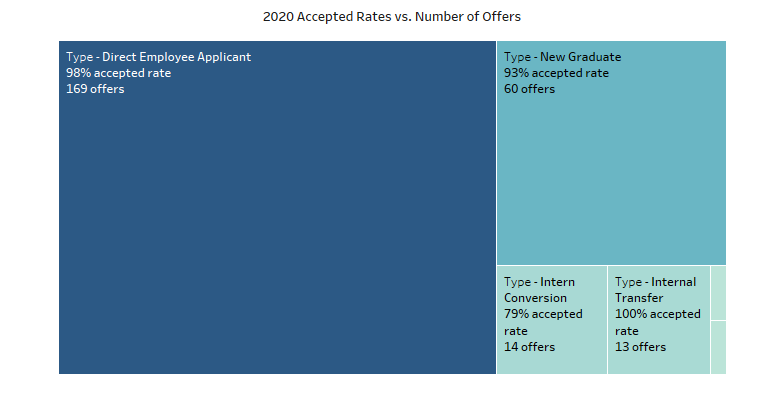 2020 Accepted Rates vs. Number of Offers
Type - Direct Employee Applicant
98% accepted rate
169 offers
Type - New Graduate
93% accepted rate
60 offers
Type - Intern
Conversion
79% accepted
rate
14 offers
Type - Internal
Transfer
100% accepted
rate
13 offers